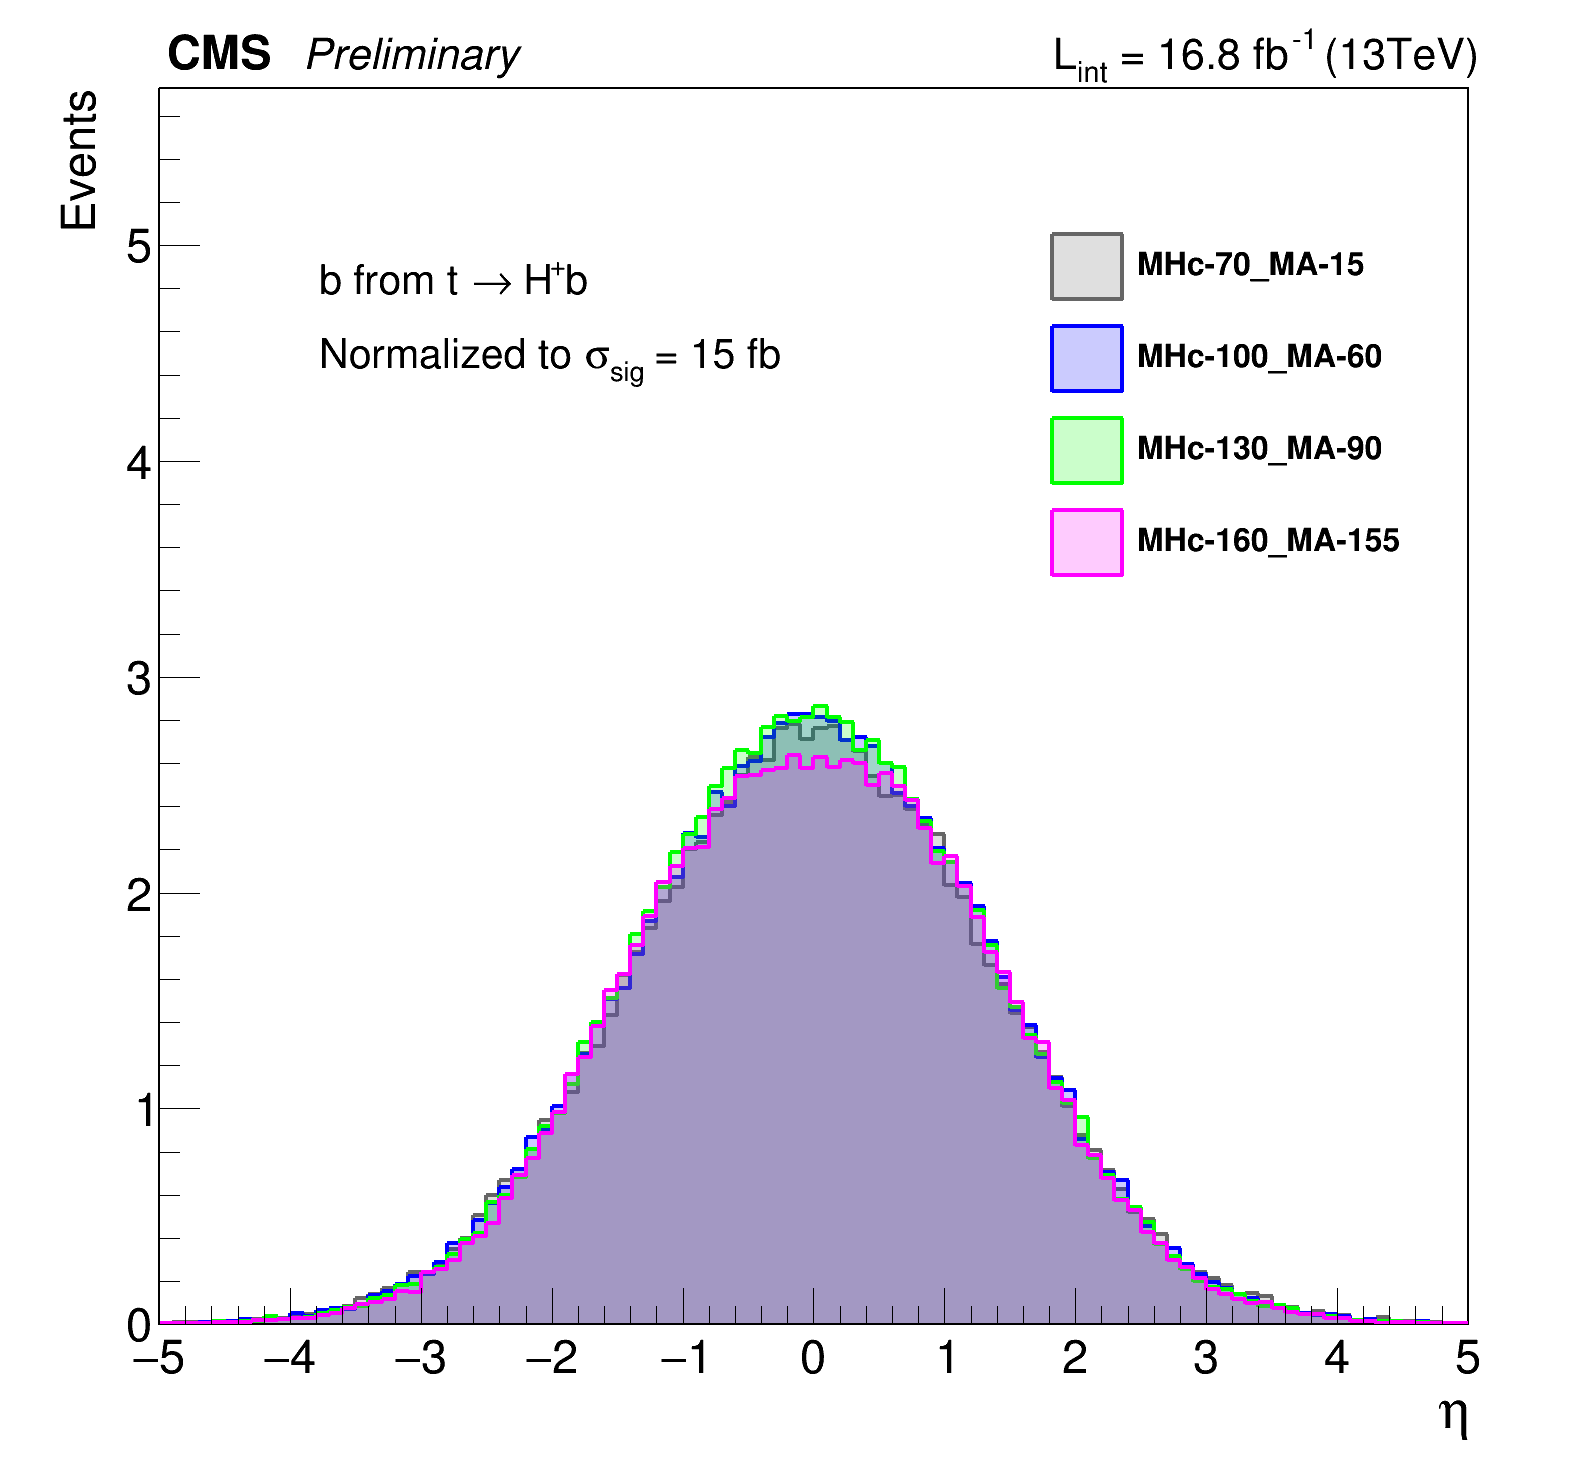 CMS Preliminary L_int = 16.8 fb^-1 (13TeV)
Events
b from t → H⁺b
Normalized to σ_sig = 15 fb
MHc-70_MA-15
MHc-100_MA-60
MHc-130_MA-90
MHc-160_MA-155
5
4
3
2
1
0
−5 −4 −3 −2 −1 0 1 2 3 4 5
η